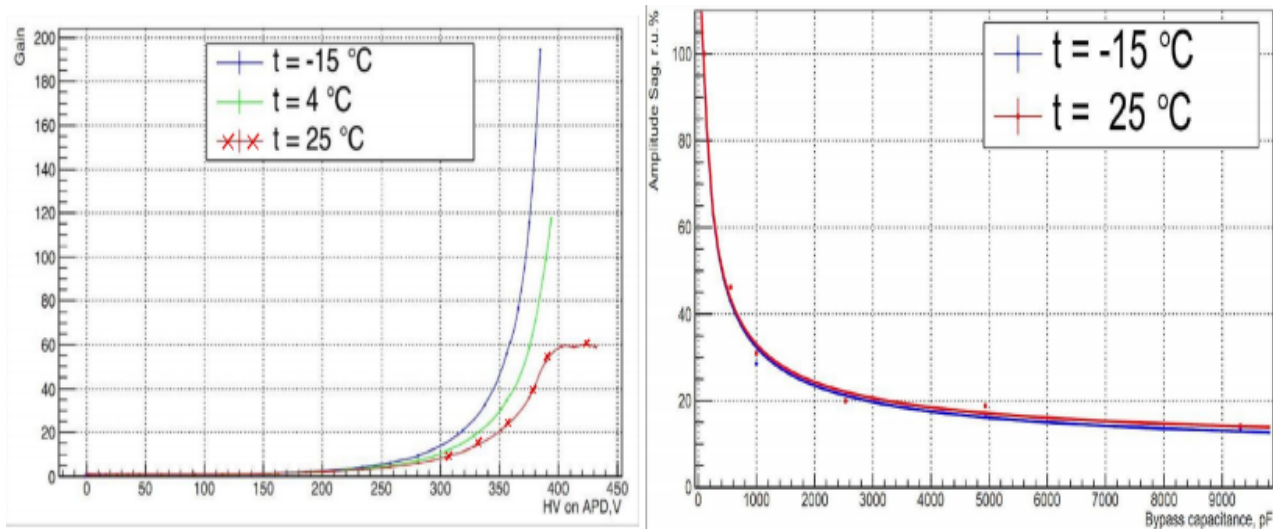 Gain
200
180
160
140
120
100
80
60
40
20
0
t = -15 °C
t = 4 °C
t = 25 °C
0 50 100 150 200 250 300 350 400 450
HV on APD,V
Amplitude Sag, r.u.%
100
80
60
40
20
0
t = -15 °C
t = 25 °C
0 1000 2000 3000 4000 5000 6000 7000 8000 9000
Bypass capacitance, pF